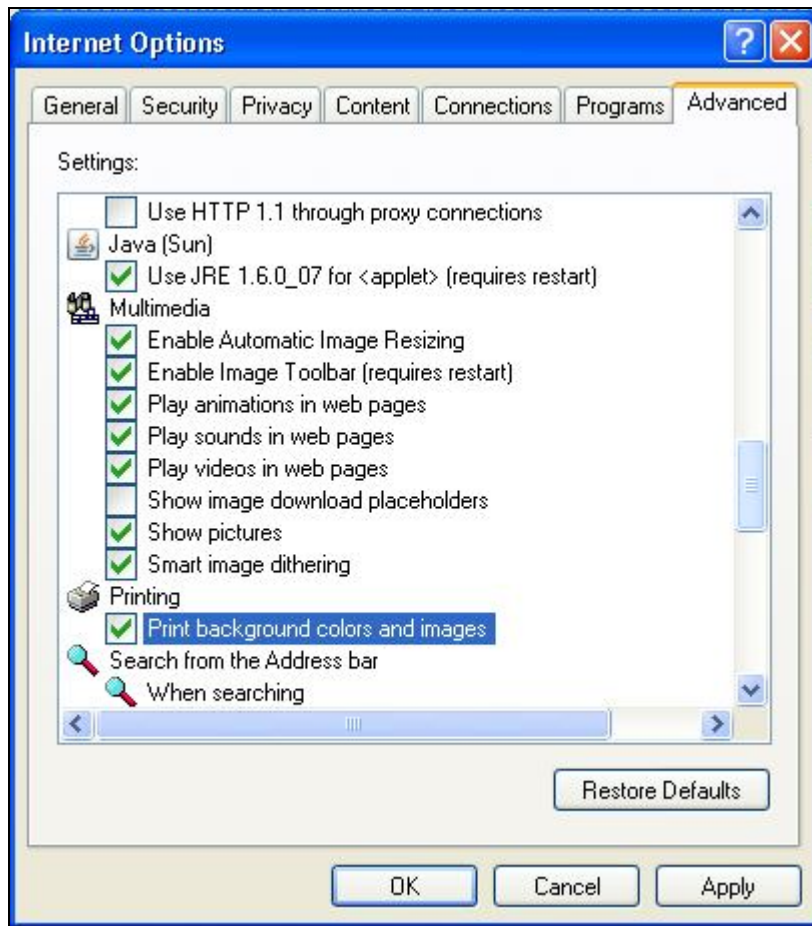 Internet Options
General Security Privacy Content Connections Programs Advanced
Settings:
Use HTTP 1.1 through proxy connections
Java (Sun)
Use JRE 1.6.0_07 for <applet> (requires restart)
Multimedia
Enable Automatic Image Resizing
Enable Image Toolbar (requires restart)
Play animations in web pages
Play sounds in web pages
Play videos in web pages
Show image download placeholders
Show pictures
Smart image dithering
Printing
Print background colors and images
Search from the Address bar
When searching
Restore Defaults
OK Cancel Apply